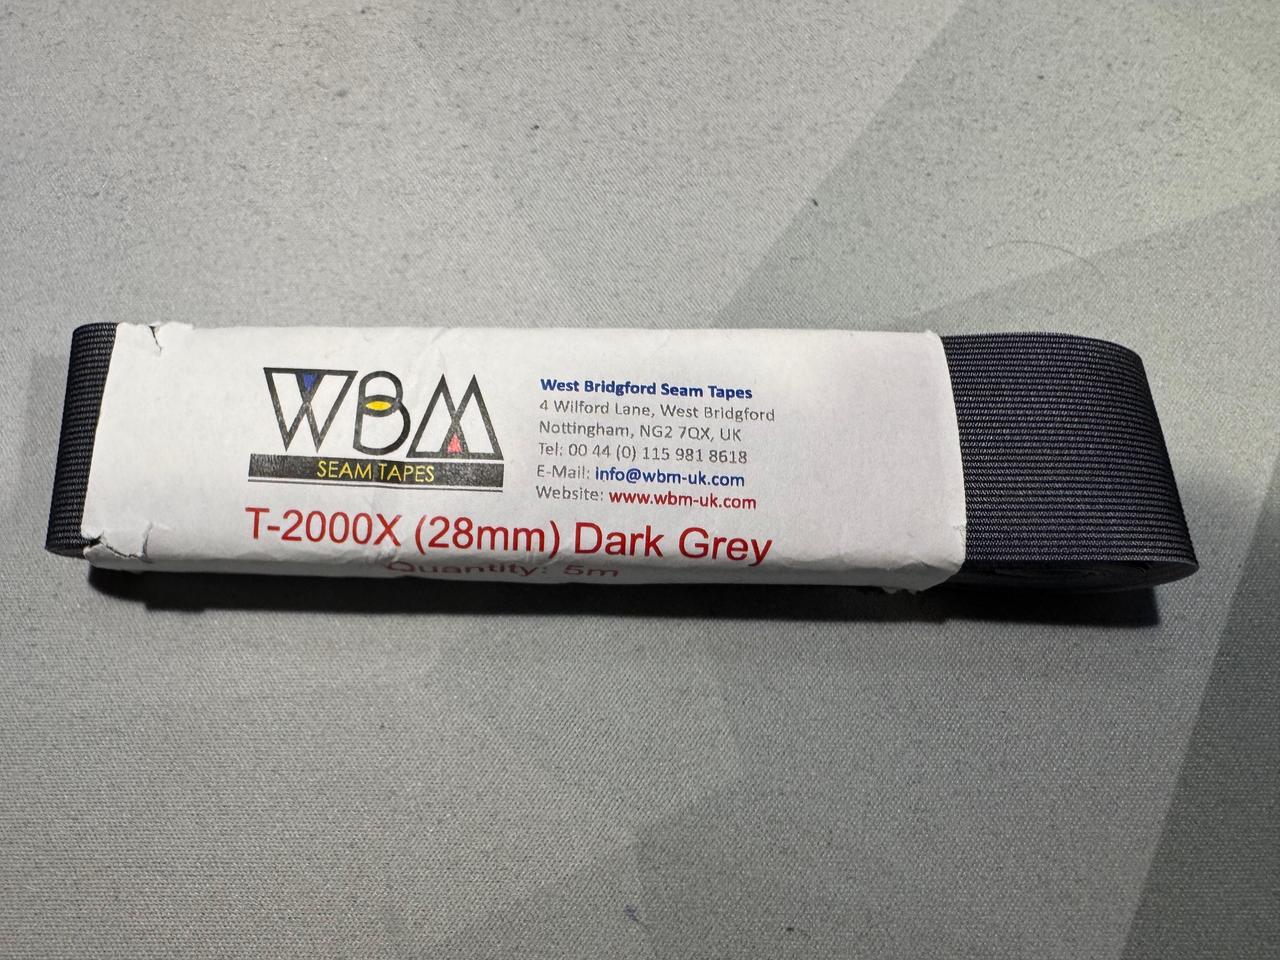 WBM
SEAM TAPES
West Bridgford Seam Tapes
4 Wilford Lane, West Bridgford
Nottingham, NG2 7QX, UK
Tel: 00 44 (0) 115 981 8618
E-Mail: info@wbm-uk.com
Website: www.wbm-uk.com
T-2000X (28mm) Dark Grey
Quantity: 5m